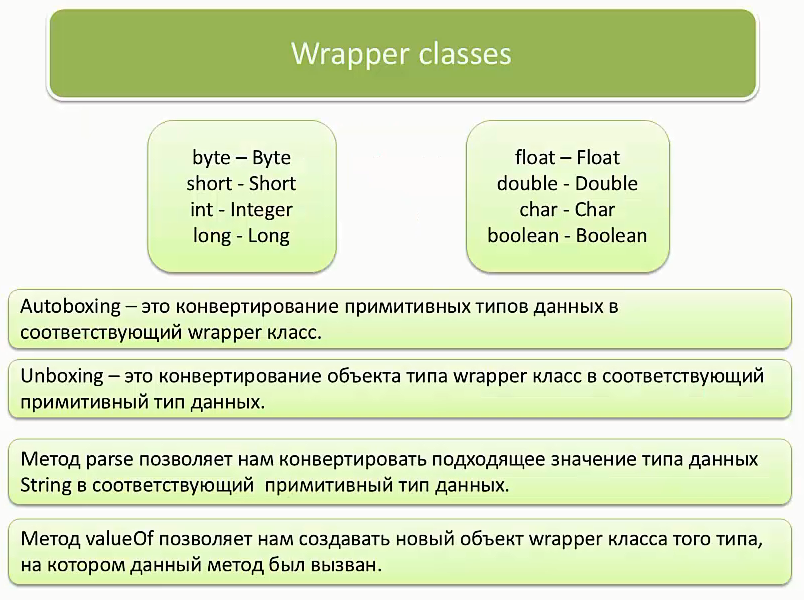 Wrapper classes
byte – Byte
short - Short
int - Integer
long - Long
float – Float
double - Double
char - Char
boolean - Boolean
Autoboxing – это конвертирование примитивных типов данных в
соответствующий wrapper класс.
Unboxing – это конвертирование объекта типа wrapper класс в соответствующий
примитивный тип данных.
Метод parse позволяет нам конвертировать подходящее значение типа данных
String в соответствующий  примитивный тип данных.
Метод valueOf позволяет нам создавать новый объект wrapper класса того типа,
на котором данный метод был вызван.